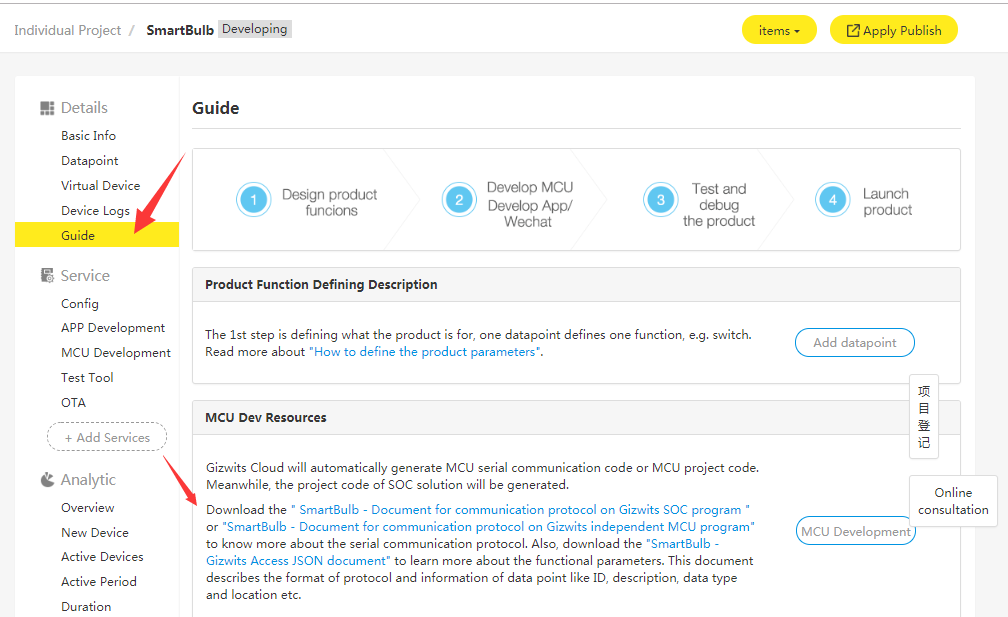 Individual Project / SmartBulb Developing
items
Apply Publish
Details
Basic Info
Datapoint
Virtual Device
Device Logs
Guide
Service
Config
APP Development
MCU Development
Test Tool
OTA
+ Add Services
Analytic
Overview
New Device
Active Devices
Active Period
Duration
Guide
1
Design product
funcions
2
Develop MCU
Develop App/
Wechat
3
Test and
debug
the product
4
Launch
product
Product Function Defining Description
The 1st step is defining what the product is for, one datapoint defines one function, e.g. switch.
Read more about "How to define the product parameters".
Add datapoint
MCU Dev Resources
Gizwits Cloud will automatically generate MCU serial communication code or MCU project code.
Meanwhile, the project code of SOC solution will be generated.
Download the " SmartBulb - Document for communication protocol on Gizwits SOC program "
or "SmartBulb - Document for communication protocol on Gizwits independent MCU program"
to know more about the serial communication protocol. Also, download the "SmartBulb -
Gizwits Access JSON document" to learn more about the functional parameters. This document
describes the format of protocol and information of data point like ID, description, data type
and location etc.
MCU Development
项
目
登
记
Online
consultation